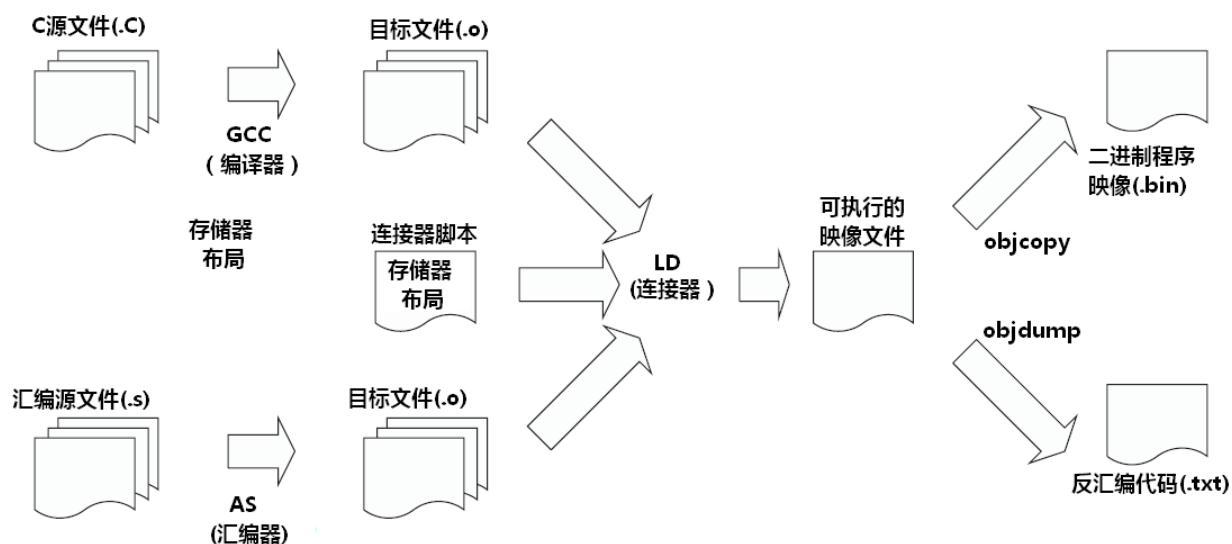 C源文件(.C)
目标文件(.o)
GCC
（编译器）
二进制程序
映像(.bin)
存储器
布局
连接器脚本
存储器
布局
LD
(连接器）
可执行的
映像文件
objcopy
objdump
汇编源文件(.s)
目标文件(.o)
AS
(汇编器)
反汇编代码(.txt)